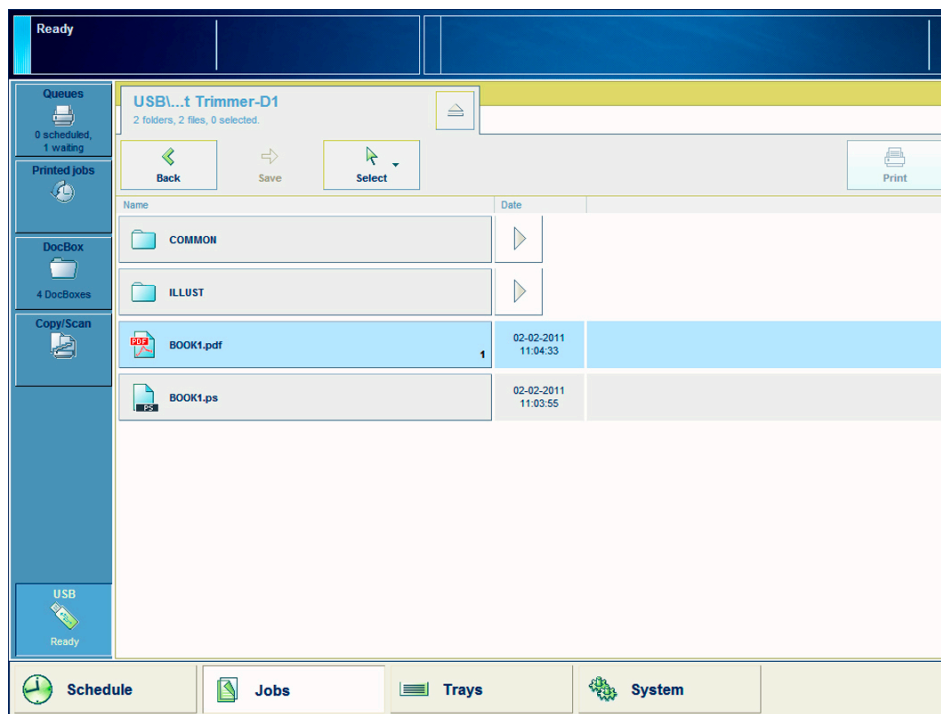 Ready
Queues
0 scheduled,
1 waiting
Printed jobs
DocBox
4 DocBoxes
Copy/Scan
USB
Ready
USB\...t Trimmer-D1
2 folders, 2 files, 0 selected.
Back
Save
Select
Print
Name
Date
COMMON
ILLUST
PDF
BOOK1.pdf
1
02-02-2011
11:04:33
PS
BOOK1.ps
02-02-2011
11:03:55
Schedule
Jobs
Trays
System